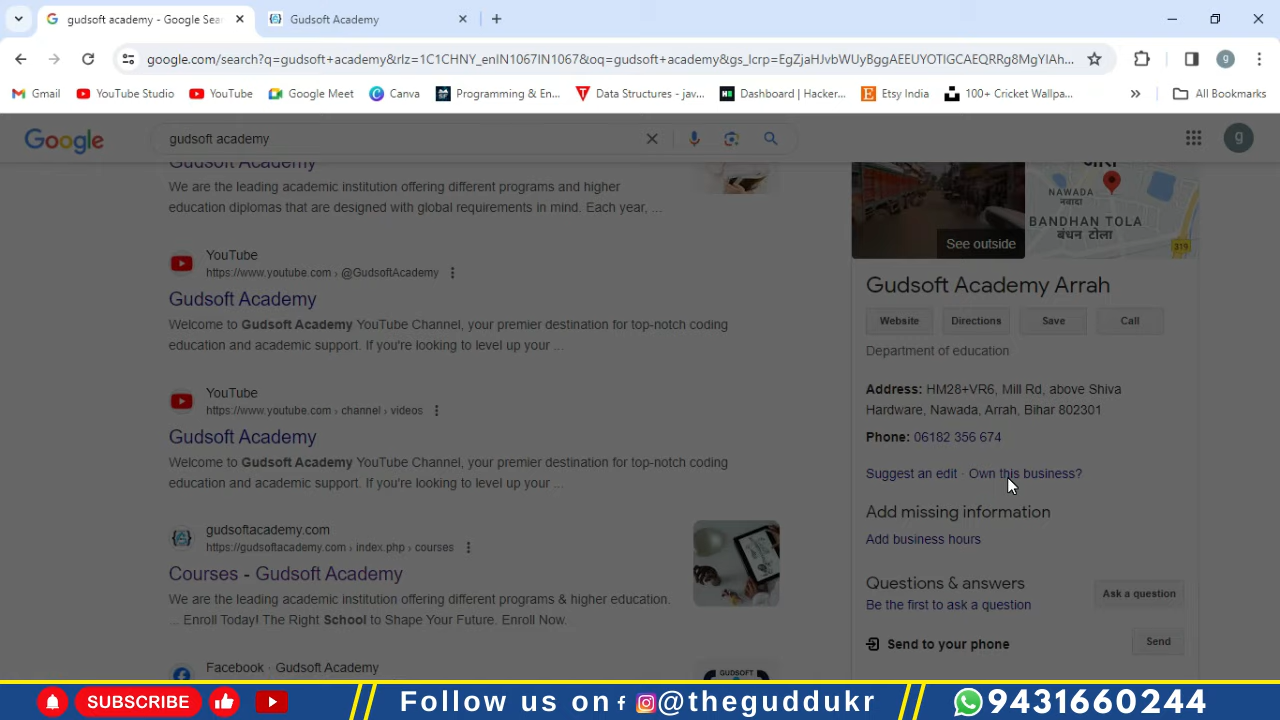 gudsoft academy - Google Sea
Gudsoft Academy
google.com/search?q=gudsoft+academy&rlz=1C1CHNY_enIN1067IN1067&oq=gudsoft+academy&gs_lcrp=EgZjaHJvbWUyBggAEEUYOTIGCAEQRRg8MgYIAh...
g
Gmail
YouTube Studio
YouTube
Google Meet
Canva
Programming & En...
Data Structures - jav...
Dashboard | Hacker...
Etsy India
100+ Cricket Wallpa...
All Bookmarks
Google
gudsoft academy
g
Gudsoft Academy
We are the leading academic institution offering different programs and higher
education diplomas that are designed with global requirements in mind. Each year, ...
YouTube
https://www.youtube.com › @GudsoftAcademy
Gudsoft Academy
Welcome to Gudsoft Academy YouTube Channel, your premier destination for top-notch coding
education and academic support. If you're looking to level up your ...
YouTube
https://www.youtube.com › channel › videos
Gudsoft Academy
Welcome to Gudsoft Academy YouTube Channel, your premier destination for top-notch coding
education and academic support. If you're looking to level up your ...
gudsoftacademy.com
https://gudsoftacademy.com › index.php › courses
Courses - Gudsoft Academy
We are the leading academic institution offering different programs & higher education.
... Enroll Today! The Right School to Shape Your Future. Enroll Now.
Facebook · Gudsoft Academy
GUDSOFT
See outside
NAWADA
नवादा
BANDHAN TOLA
बंधन टोला
319
Gudsoft Academy Arrah
Website
Directions
Save
Call
Department of education
Address: HM28+VR6, Mill Rd, above Shiva
Hardware, Nawada, Arrah, Bihar 802301
Phone: 06182 356 674
Suggest an edit · Own this business?
Add missing information
Add business hours
Questions & answers
Be the first to ask a question
Ask a question
Send to your phone
Send
SUBSCRIBE
Follow us on f @theguddukr
9431660244